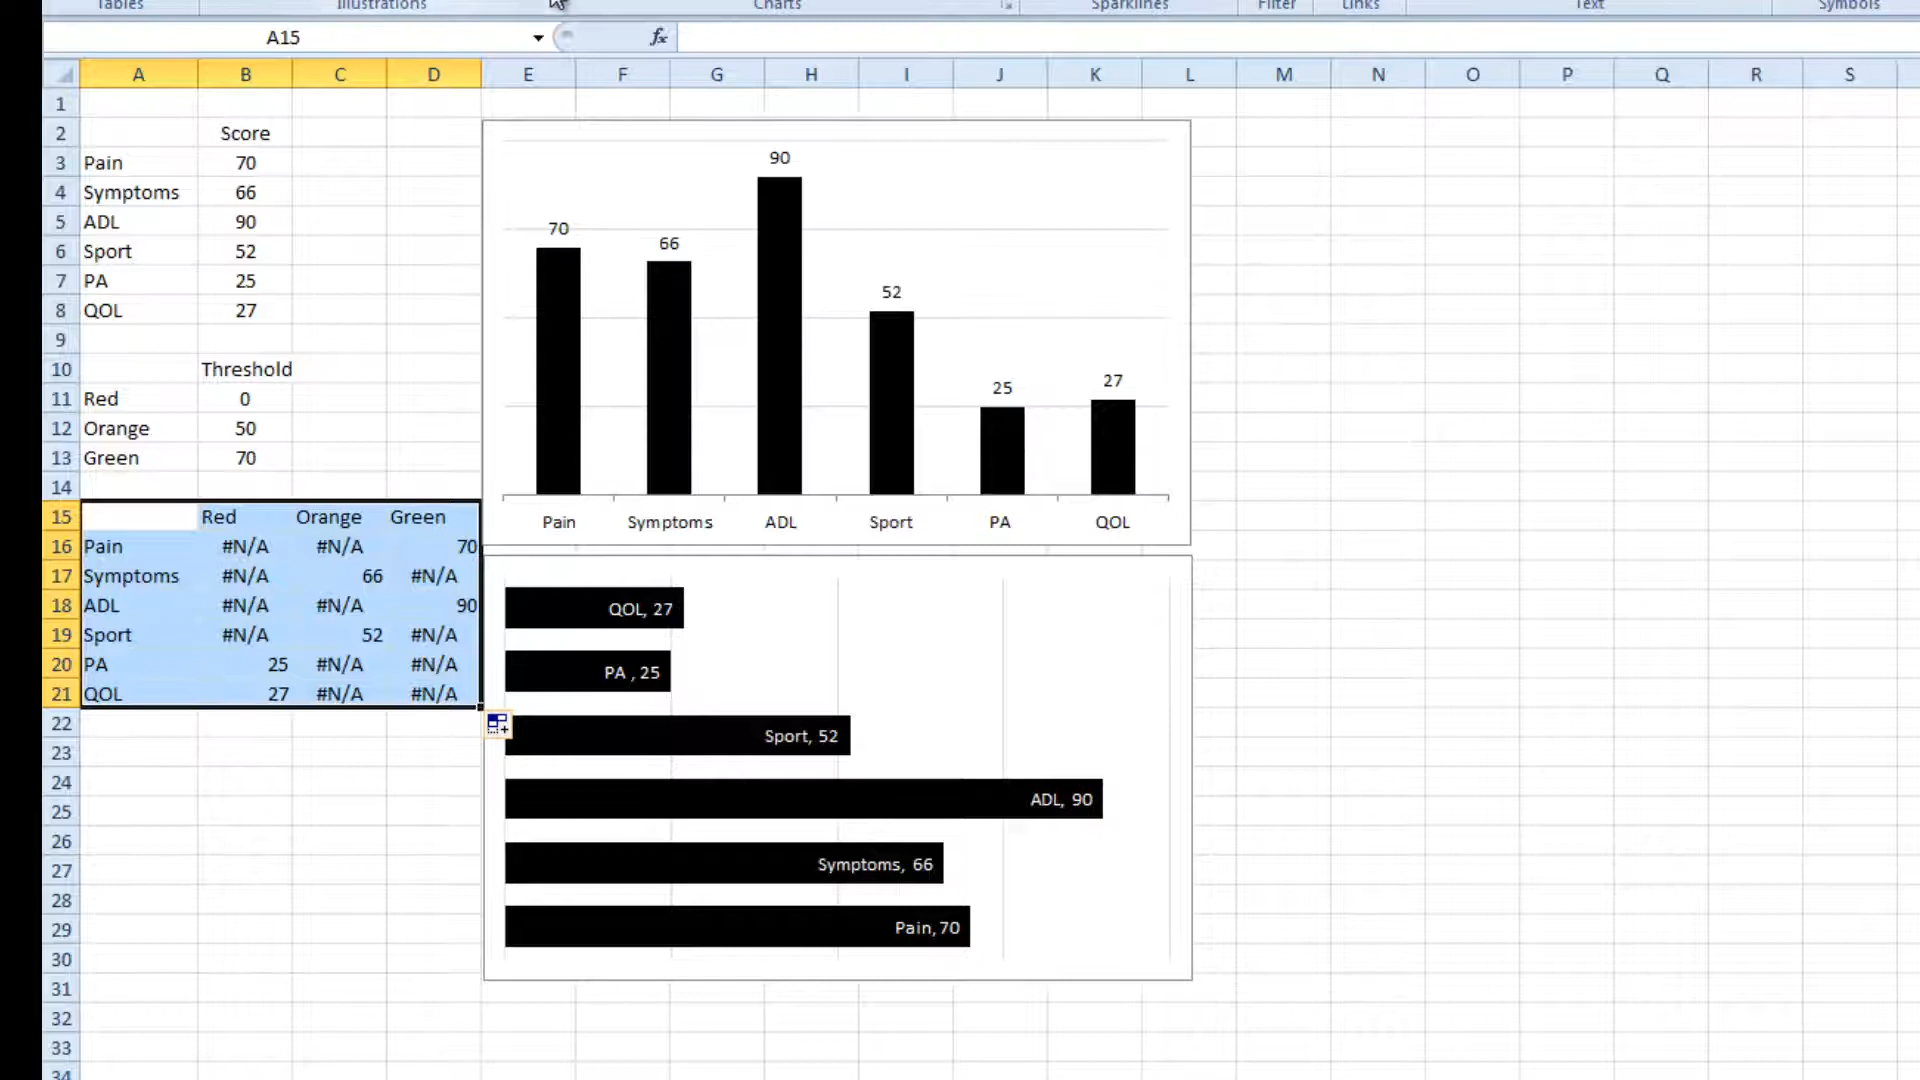 Tables Illustrations Charts Sparklines Filter Links Text Symbols
A15 fx
A B C D E F G H I J K L M N O P Q R S
1
2 Score
3 Pain 70
4 Symptoms 66
5 ADL 90
6 Sport 52
7 PA 25
8 QOL 27
9
10 Threshold
11 Red 0
12 Orange 50
13 Green 70
14
15 Red Orange Green
16 Pain #N/A #N/A 70
17 Symptoms #N/A 66 #N/A
18 ADL #N/A #N/A 90
19 Sport #N/A 52 #N/A
20 PA 25 #N/A #N/A
21 QOL 27 #N/A #N/A
22
23
24
25
26
27
28
29
30
31
32
33
34
70 66 90 52 25 27
Pain Symptoms ADL Sport PA QOL
QOL, 27
PA , 25
Sport, 52
ADL, 90
Symptoms, 66
Pain, 70